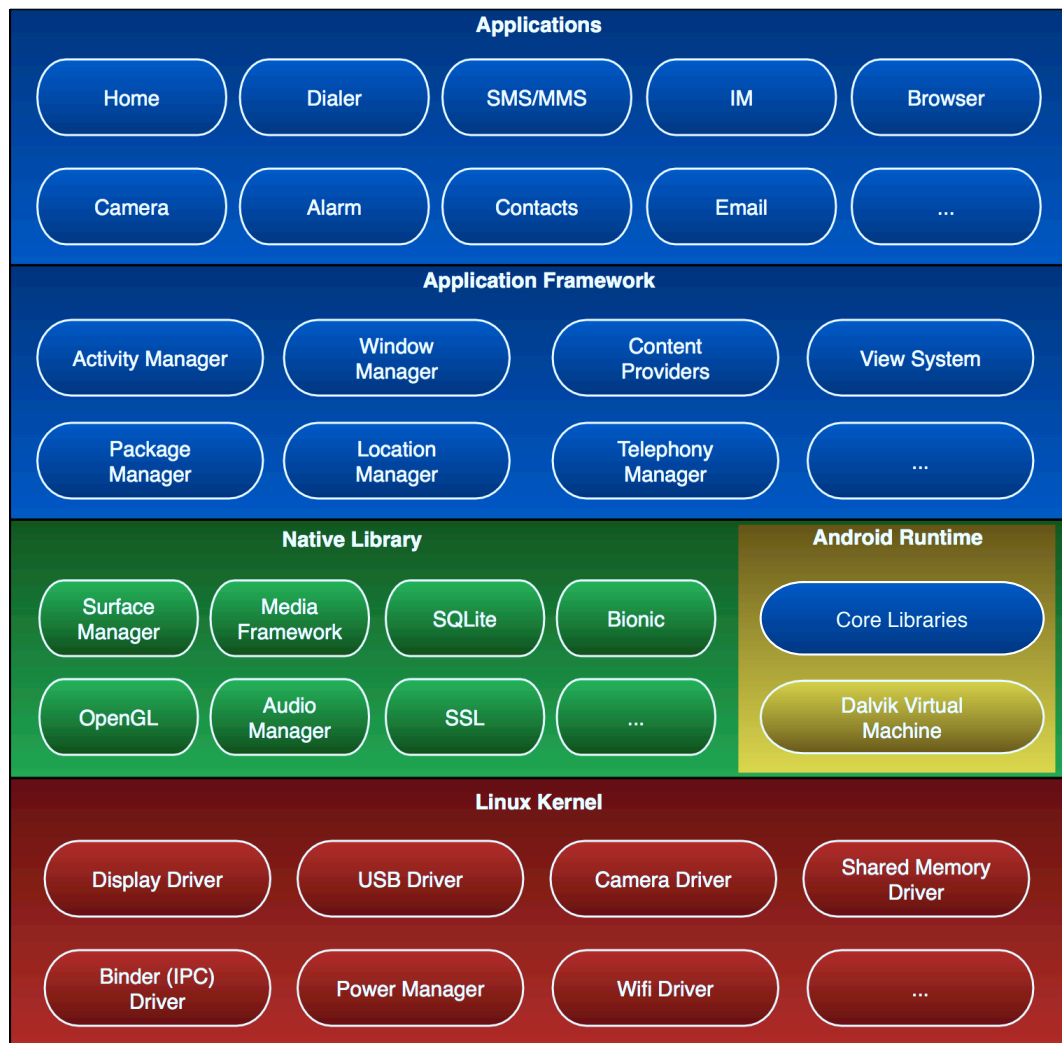 Applications
Home
Dialer
SMS/MMS
IM
Browser
Camera
Alarm
Contacts
Email
...
Application Framework
Activity Manager
Window
Manager
Content
Providers
View System
Package
Manager
Location
Manager
Telephony
Manager
...
Native Library
Surface
Manager
Media
Framework
SQLite
Bionic
OpenGL
Audio
Manager
SSL
...
Android Runtime
Core Libraries
Dalvik Virtual
Machine
Linux Kernel
Display Driver
USB Driver
Camera Driver
Shared Memory
Driver
Binder (IPC)
Driver
Power Manager
Wifi Driver
...